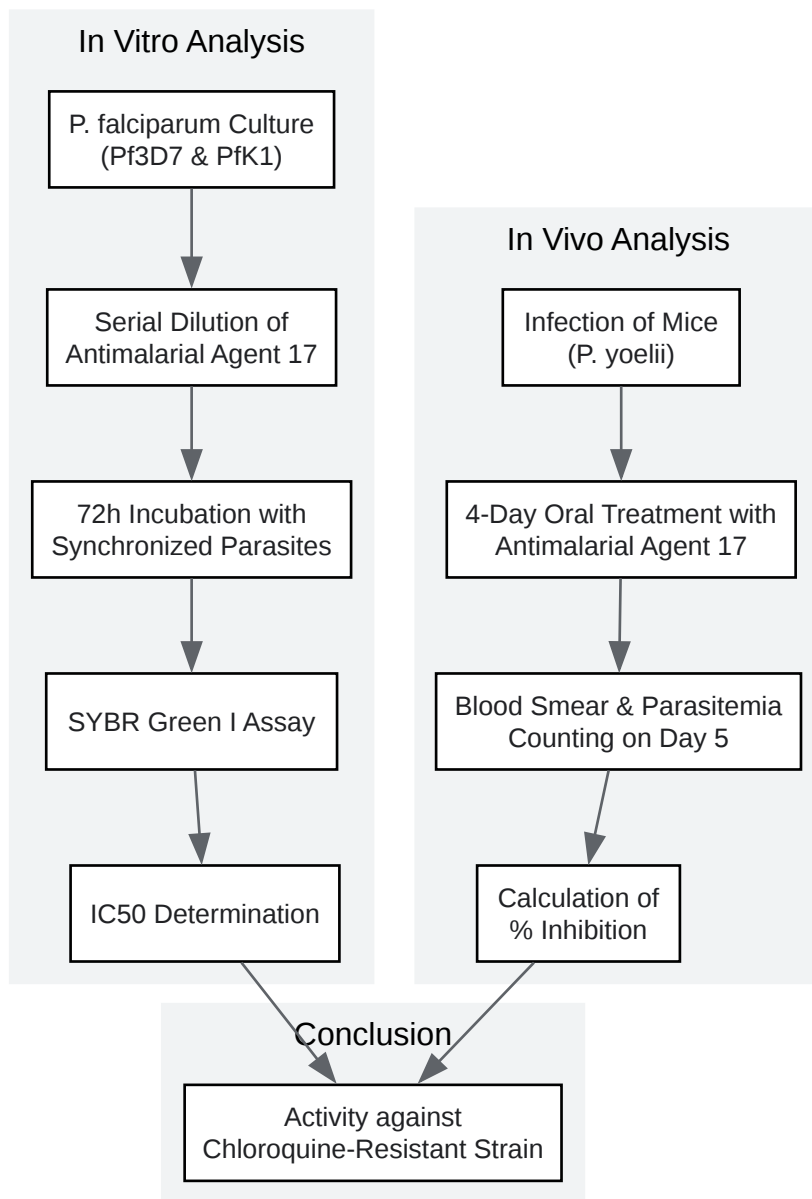 In Vitro Analysis
P. falciparum Culture
(Pf3D7 & PfK1)
Serial Dilution of
Antimalarial Agent 17
72h Incubation with
Synchronized Parasites
SYBR Green I Assay
IC50 Determination
In Vivo Analysis
Infection of Mice
(P. yoelii)
4-Day Oral Treatment with
Antimalarial Agent 17
Blood Smear & Parasitemia
Counting on Day 5
Calculation of
% Inhibition
Conclusion
Activity against
Chloroquine-Resistant Strain